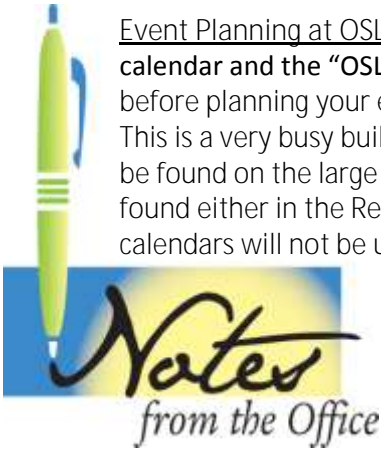 Event Planning at OSL
calendar and the “OSL
before planning your e
This is a very busy buil
be found on the large
found either in the Re
calendars will not be u
Notes
from the Office